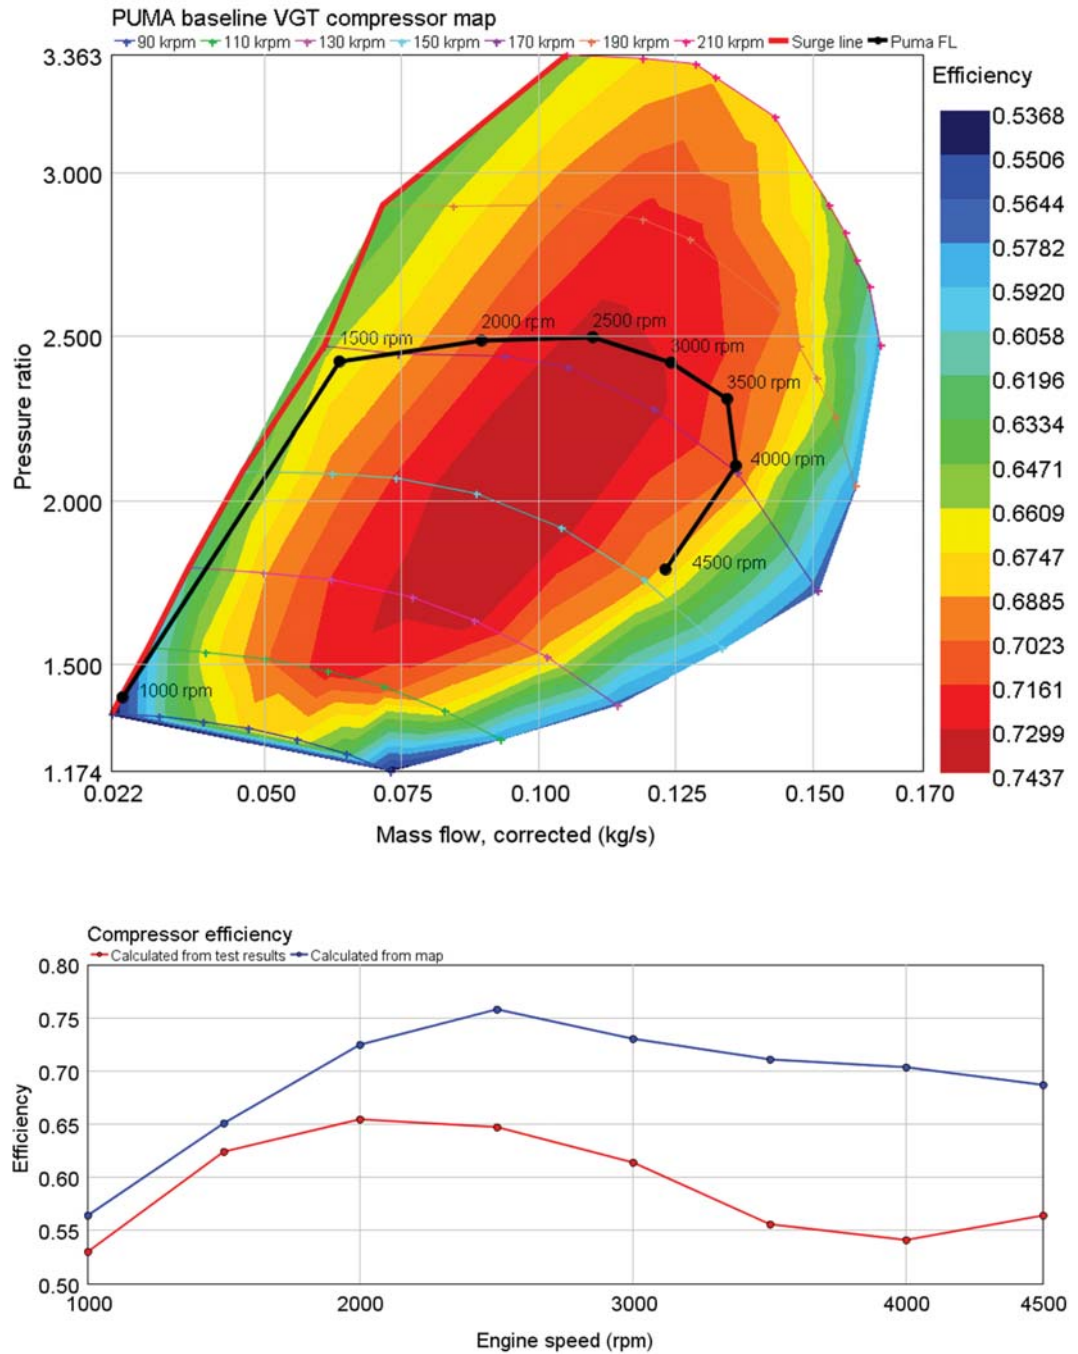 PUMA baseline VGT compressor map
90 krpm 110 krpm 130 krpm 150 krpm 170 krpm 190 krpm 210 krpm Surge line Puma FL
3.363
3.000
2.500
2.000
1.500
1.174
Pressure ratio
1500 rpm
2000 rpm
2500 rpm
3000 rpm
3500 rpm
4000 rpm
4500 rpm
1000 rpm
0.022 0.050 0.075 0.100 0.125 0.150 0.170
Mass flow, corrected (kg/s)
Efficiency
0.5368
0.5506
0.5644
0.5782
0.5920
0.6058
0.6196
0.6334
0.6471
0.6609
0.6747
0.6885
0.7023
0.7161
0.7299
0.7437
Compressor efficiency
Calculated from test results Calculated from map
0.80
0.75
0.70
0.65
0.60
0.55
0.50
Efficiency
1000 2000 3000 4000 4500
Engine speed (rpm)